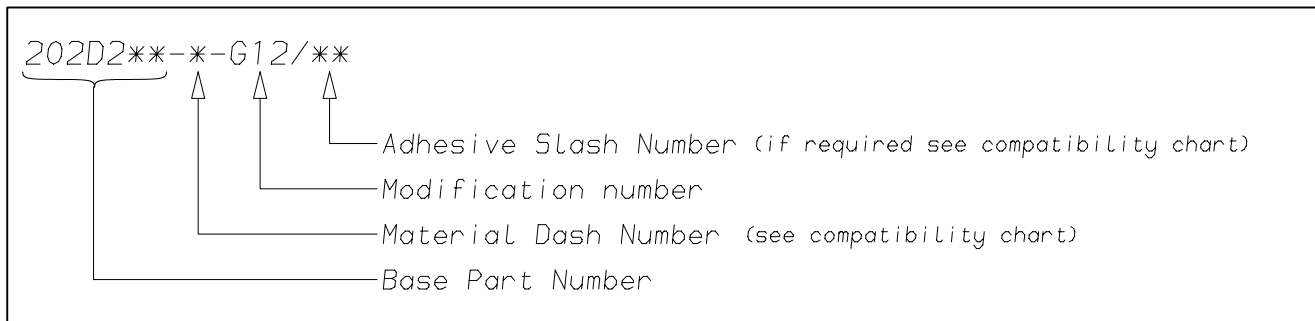 202D2**-*-G12/**
Adhesive Slash Number (if required see compatibility chart)
Modification number
Material Dash Number (see compatibility chart)
Base Part Number